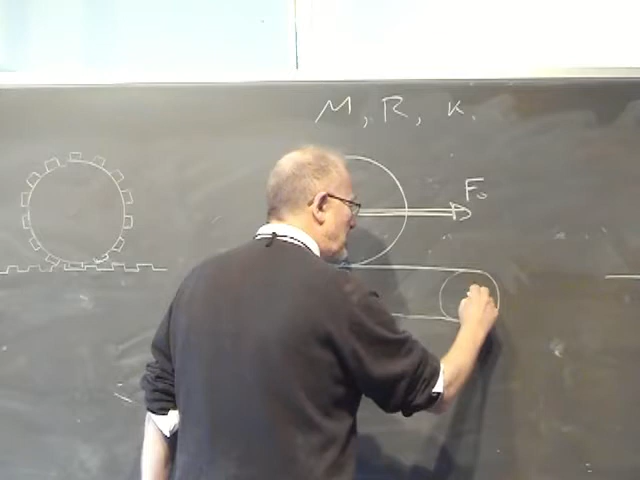 M, R, K.
F₀